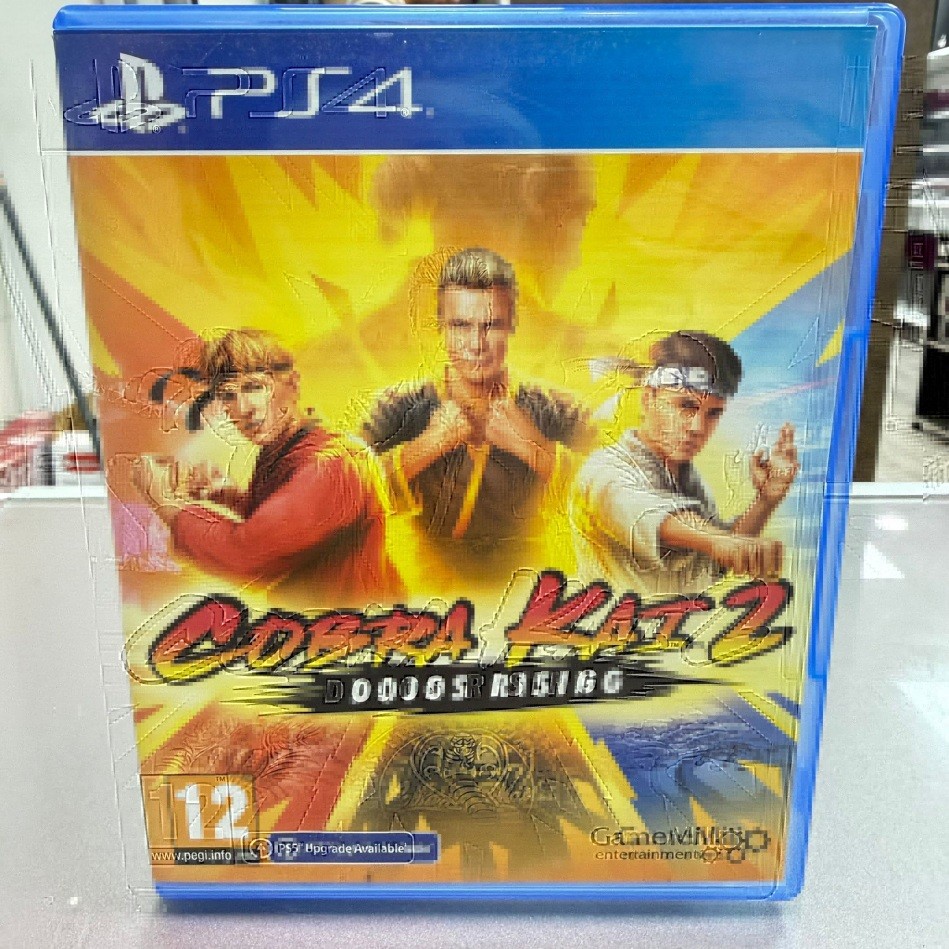 PS4
COBRA KAI 2
DOJOS RISING
12
www.pegi.info
PS5 Upgrade Available
GameMill
entertainment